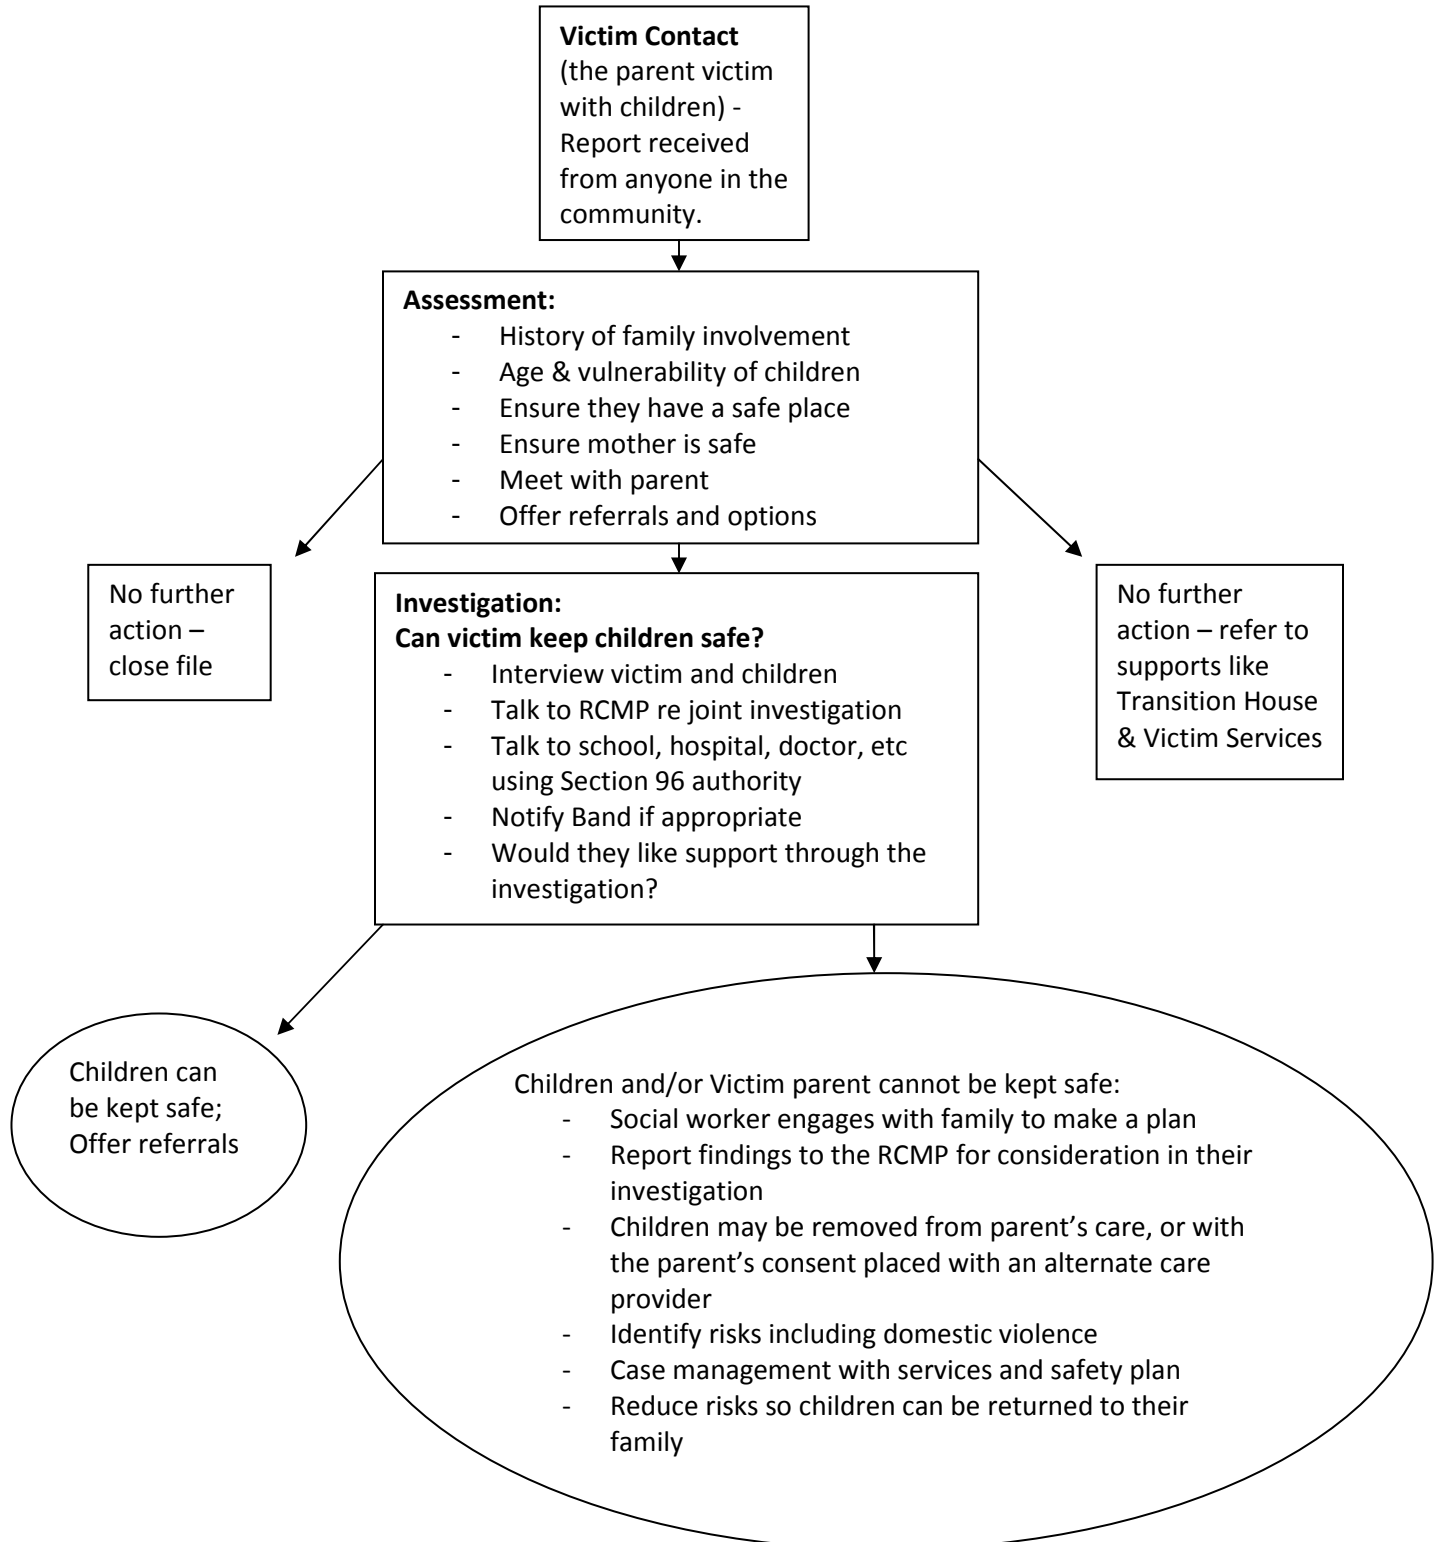 Victim Contact
(the parent victim
with children) -
Report received
from anyone in the
community.
Assessment:
- History of family involvement
- Age & vulnerability of children
- Ensure they have a safe place
- Ensure mother is safe
- Meet with parent
- Offer referrals and options
No further
action –
close file
Investigation:
Can victim keep children safe?
- Interview victim and children
- Talk to RCMP re joint investigation
- Talk to school, hospital, doctor, etc
using Section 96 authority
- Notify Band if appropriate
- Would they like support through the
investigation?
No further
action – refer to
supports like
Transition House
& Victim Services
Children can
be kept safe;
Offer referrals
Children and/or Victim parent cannot be kept safe:
- Social worker engages with family to make a plan
- Report findings to the RCMP for consideration in their
investigation
- Children may be removed from parent’s care, or with
the parent’s consent placed with an alternate care
provider
- Identify risks including domestic violence
- Case management with services and safety plan
- Reduce risks so children can be returned to their
family